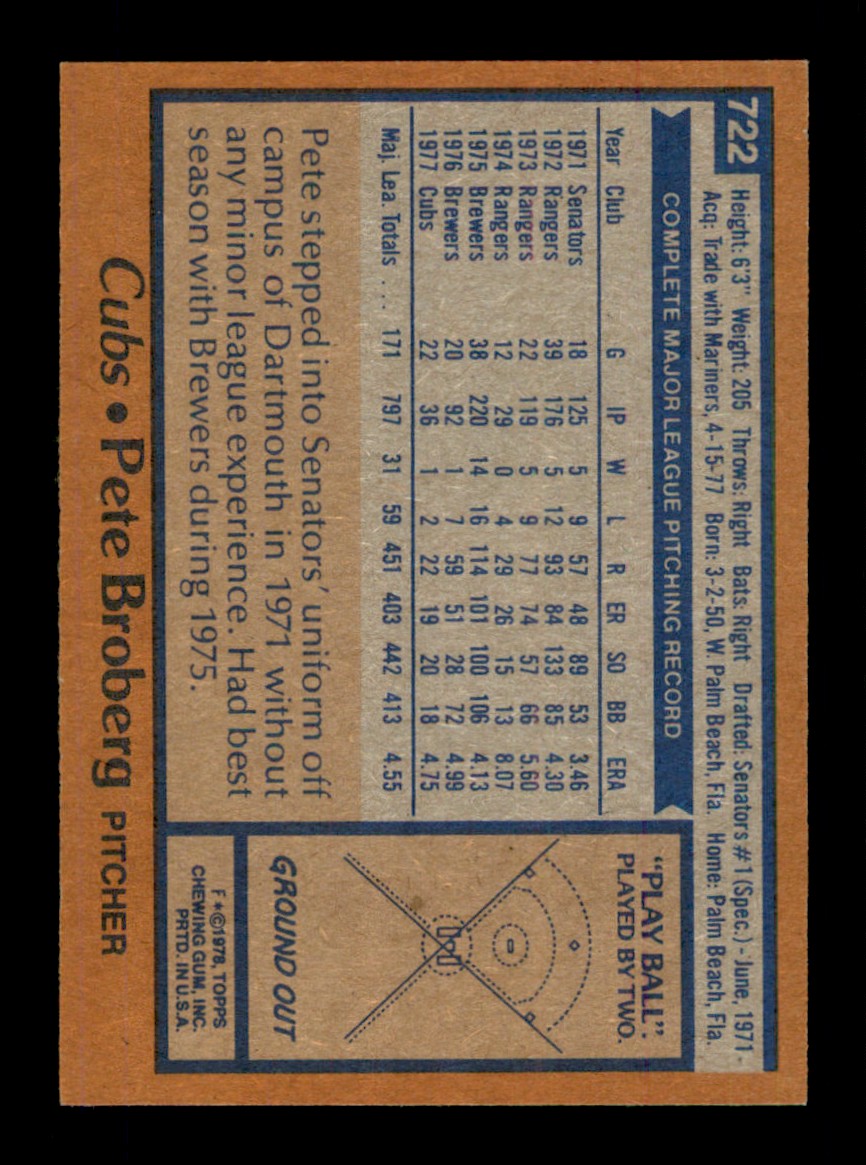 722
Height: 6'3" Weight: 205 Throws: Right Bats: Right Drafted: Senators #1 (Spec.) - June, 1971 -
Acq: Trade with Mariners, 4-15-77 Born: 3-2-50, W. Palm Beach, Fla. Home: Palm Beach, Fla.
COMPLETE MAJOR LEAGUE PITCHING RECORD
Year Club G IP W L R ER SO BB ERA
1971 Senators 18 125 5 9 57 48 89 53 3.46
1972 Rangers 39 176 5 12 93 84 133 85 4.30
1973 Rangers 22 119 5 9 77 74 57 66 5.60
1974 Rangers 12 29 0 4 29 26 15 13 8.07
1975 Brewers 38 220 14 16 114 101 100 106 4.13
1976 Brewers 20 92 1 7 59 51 28 72 4.99
1977 Cubs 22 36 1 2 22 19 20 18 4.75
Maj. Lea. Totals ... 171 797 31 59 451 403 442 413 4.55
Pete stepped into Senators' uniform off
campus of Dartmouth in 1971 without
any minor league experience. Had best
season with Brewers during 1975.
"PLAY BALL".
PLAYED BY TWO.
GROUND OUT
F*©1978, TOPPS
CHEWING GUM, INC.
PRTD. IN U.S.A.
Cubs • Pete Broberg PITCHER